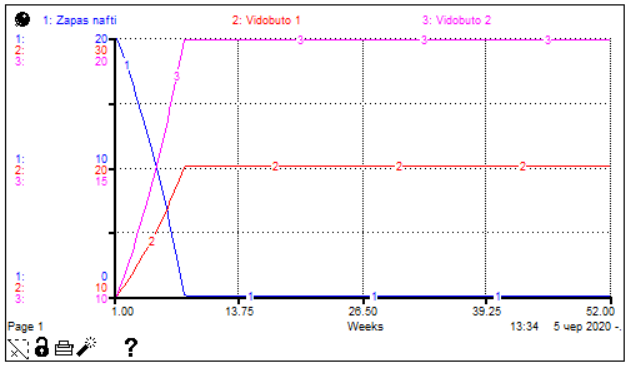 1: Zapas nafti 2: Vidobuto 1 3: Vidobuto 2
1: 20
2: 30
3: 20
1: 10
2: 20
3: 15
1: 0
2: 10
3: 10
1 2 3 3 3 3
2 2 2
1 1 1
1.00 13.75 26.50 39.25 52.00
Page 1 Weeks 13:34 5 чер 2020 -.
?